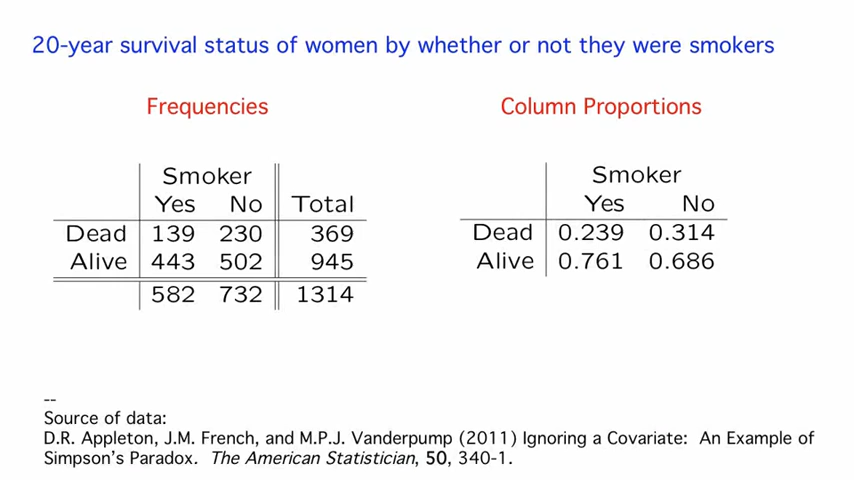 20-year survival status of women by whether or not they were smokers
Frequencies
Smoker
Yes No Total
Dead 139 230 369
Alive 443 502 945
582 732 1314
Column Proportions
Smoker
Yes No
Dead 0.239 0.314
Alive 0.761 0.686
--
Source of data:
D.R. Appleton, J.M. French, and M.P.J. Vanderpump (2011) Ignoring a Covariate: An Example of
Simpson's Paradox. The American Statistician, 50, 340-1.